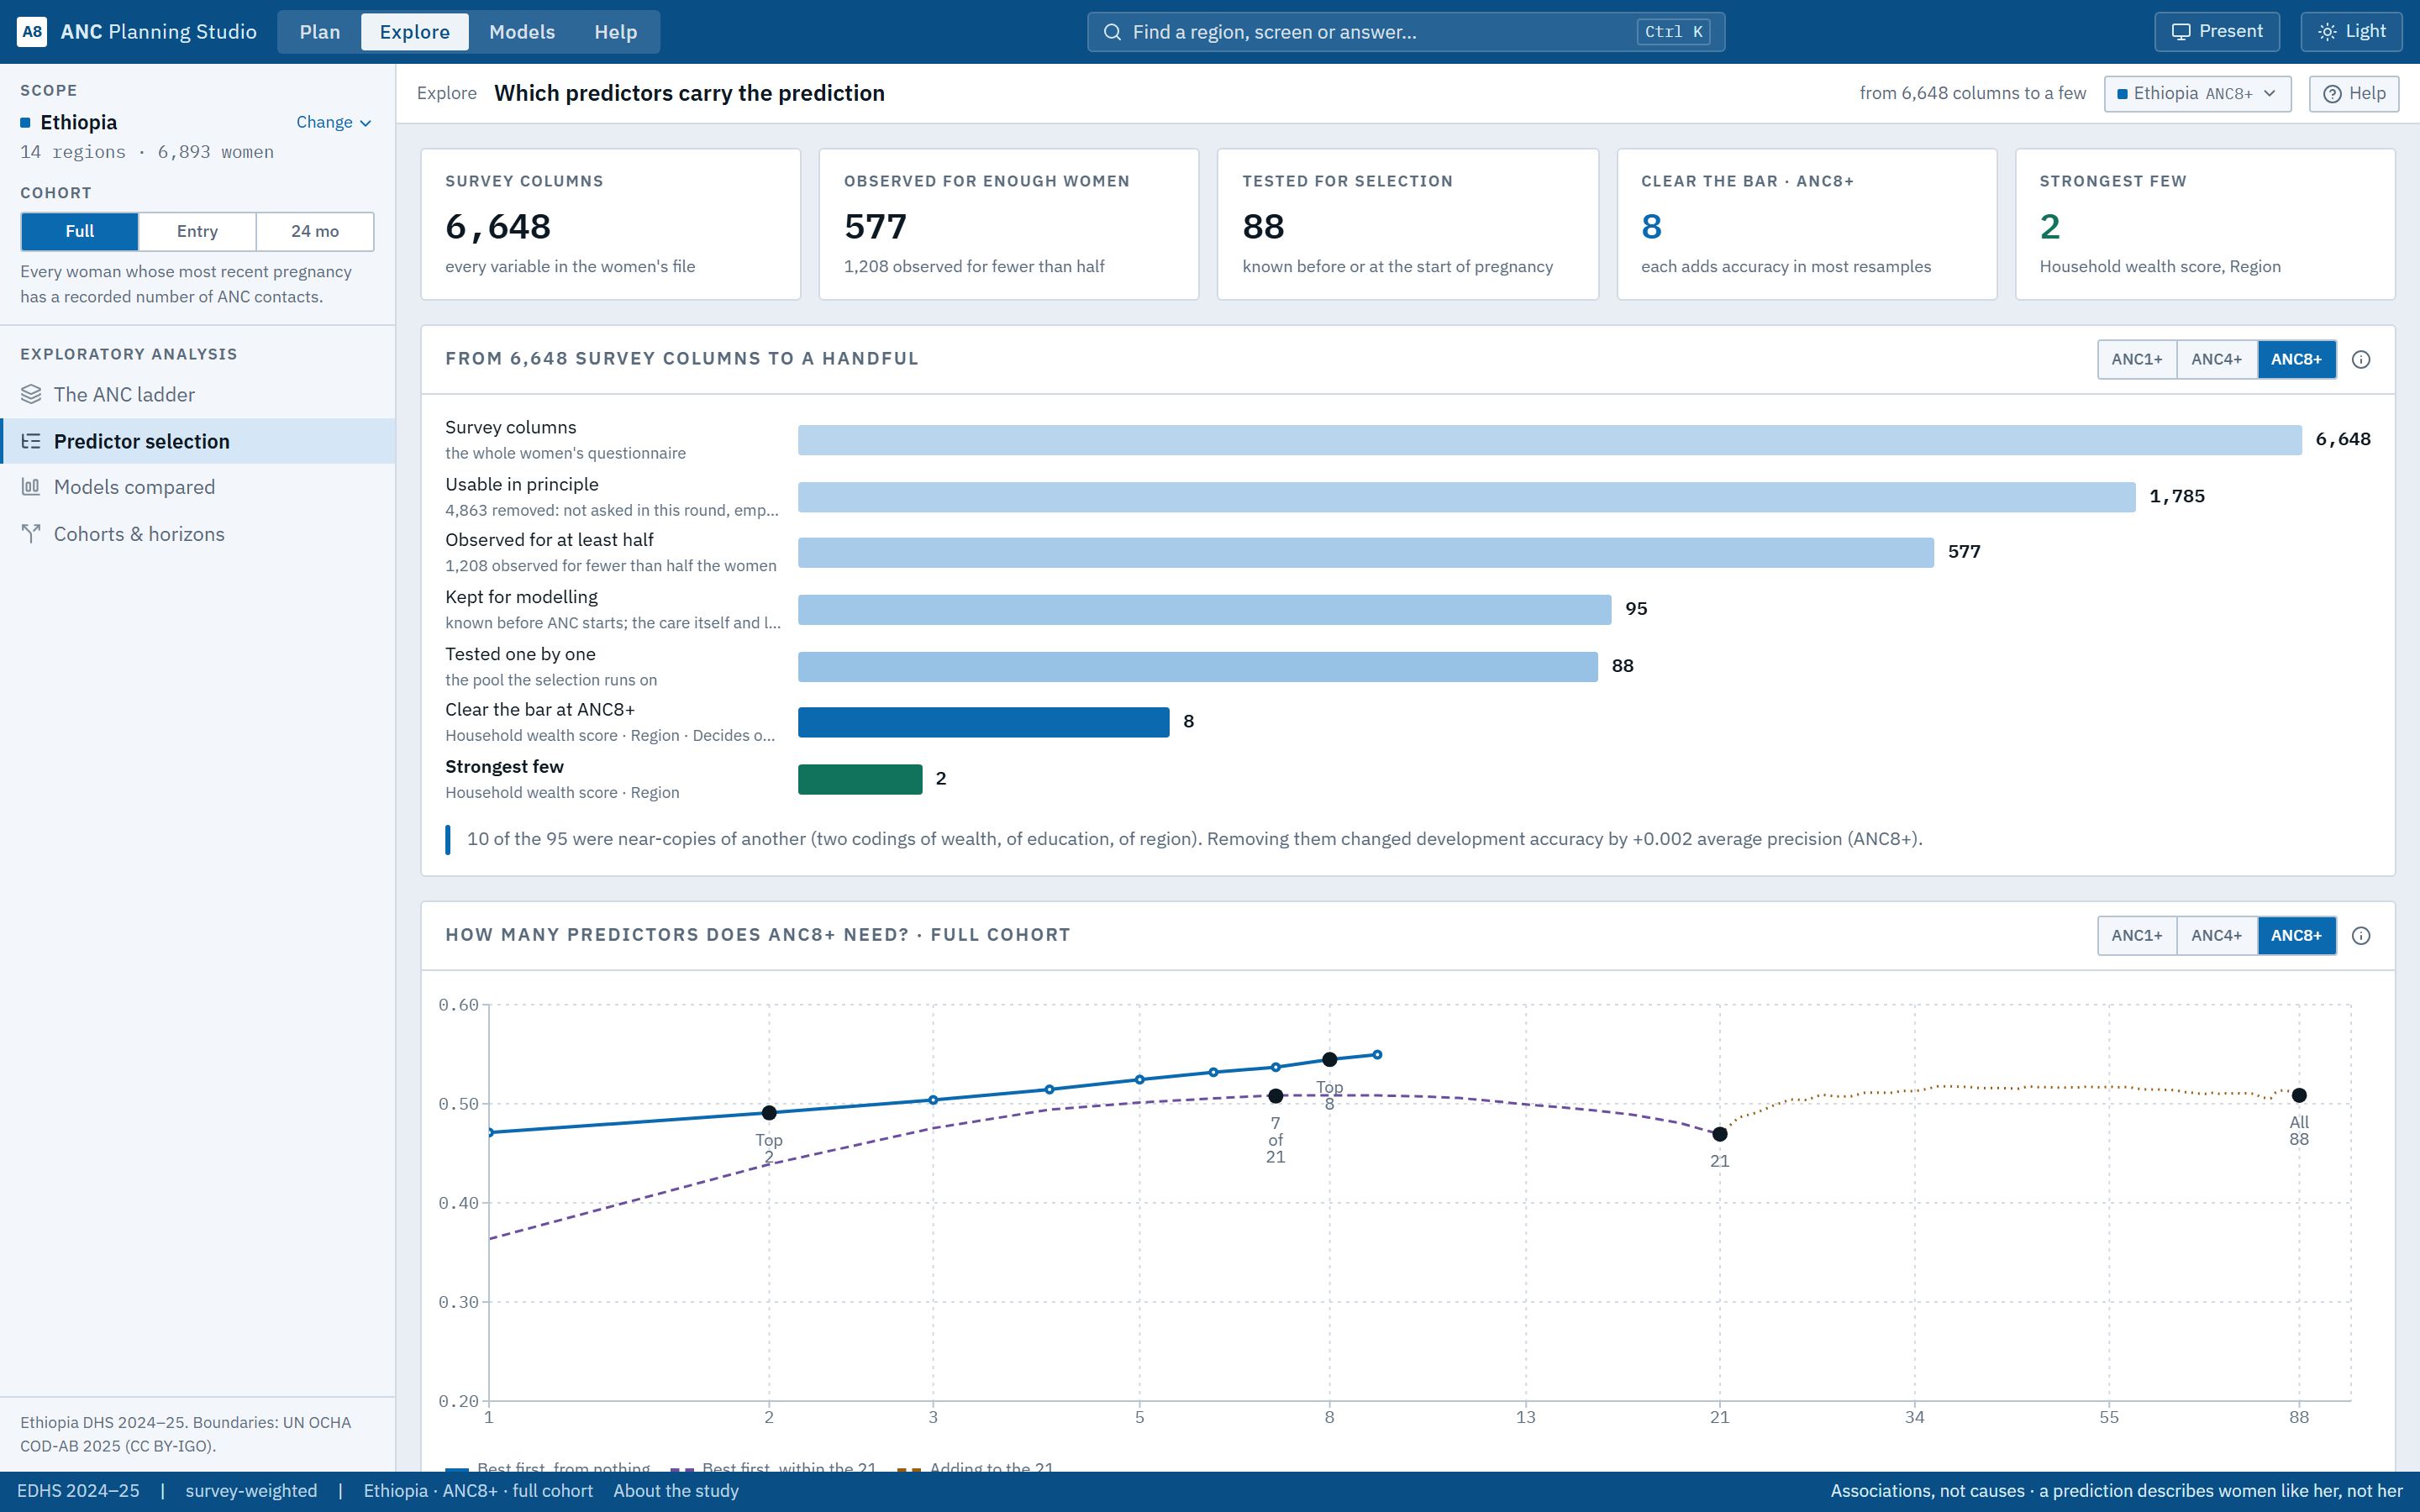 A8 ANC Planning Studio Plan Explore Models Help Find a region, screen or answer... Ctrl K Present Light
SCOPE
Ethiopia Change
14 regions · 6,893 women
COHORT
Full Entry 24 mo
Every woman whose most recent pregnancy
has a recorded number of ANC contacts.
EXPLORATORY ANALYSIS
The ANC ladder
Predictor selection
Models compared
Cohorts & horizons
Ethiopia DHS 2024–25. Boundaries: UN OCHA
COD-AB 2025 (CC BY-IGO).
Explore Which predictors carry the prediction from 6,648 columns to a few Ethiopia ANC8+ Help
SURVEY COLUMNS
6,648
every variable in the women's file
OBSERVED FOR ENOUGH WOMEN
577
1,208 observed for fewer than half
TESTED FOR SELECTION
88
known before or at the start of pregnancy
CLEAR THE BAR · ANC8+
8
each adds accuracy in most resamples
STRONGEST FEW
2
Household wealth score, Region
FROM 6,648 SURVEY COLUMNS TO A HANDFUL ANC1+ ANC4+ ANC8+
Survey columns
the whole women's questionnaire
6,648
Usable in principle
4,863 removed: not asked in this round, emp...
1,785
Observed for at least half
1,208 observed for fewer than half the women
577
Kept for modelling
known before ANC starts; the care itself and l...
95
Tested one by one
the pool the selection runs on
88
Clear the bar at ANC8+
Household wealth score · Region · Decides o...
8
Strongest few
Household wealth score · Region
2
10 of the 95 were near-copies of another (two codings of wealth, of education, of region). Removing them changed development accuracy by +0.002 average precision (ANC8+).
HOW MANY PREDICTORS DOES ANC8+ NEED? · FULL COHORT ANC1+ ANC4+ ANC8+
0.60
0.50
0.40
0.30
0.20
Top
2
7
of
21
Top
8
21
All
88
1 2 3 5 8 13 21 34 55 88
Best first, from nothing Best first, within the 21 Adding to the 21
EDHS 2024–25 | survey-weighted | Ethiopia · ANC8+ · full cohort About the study Associations, not causes · a prediction describes women like her, not her